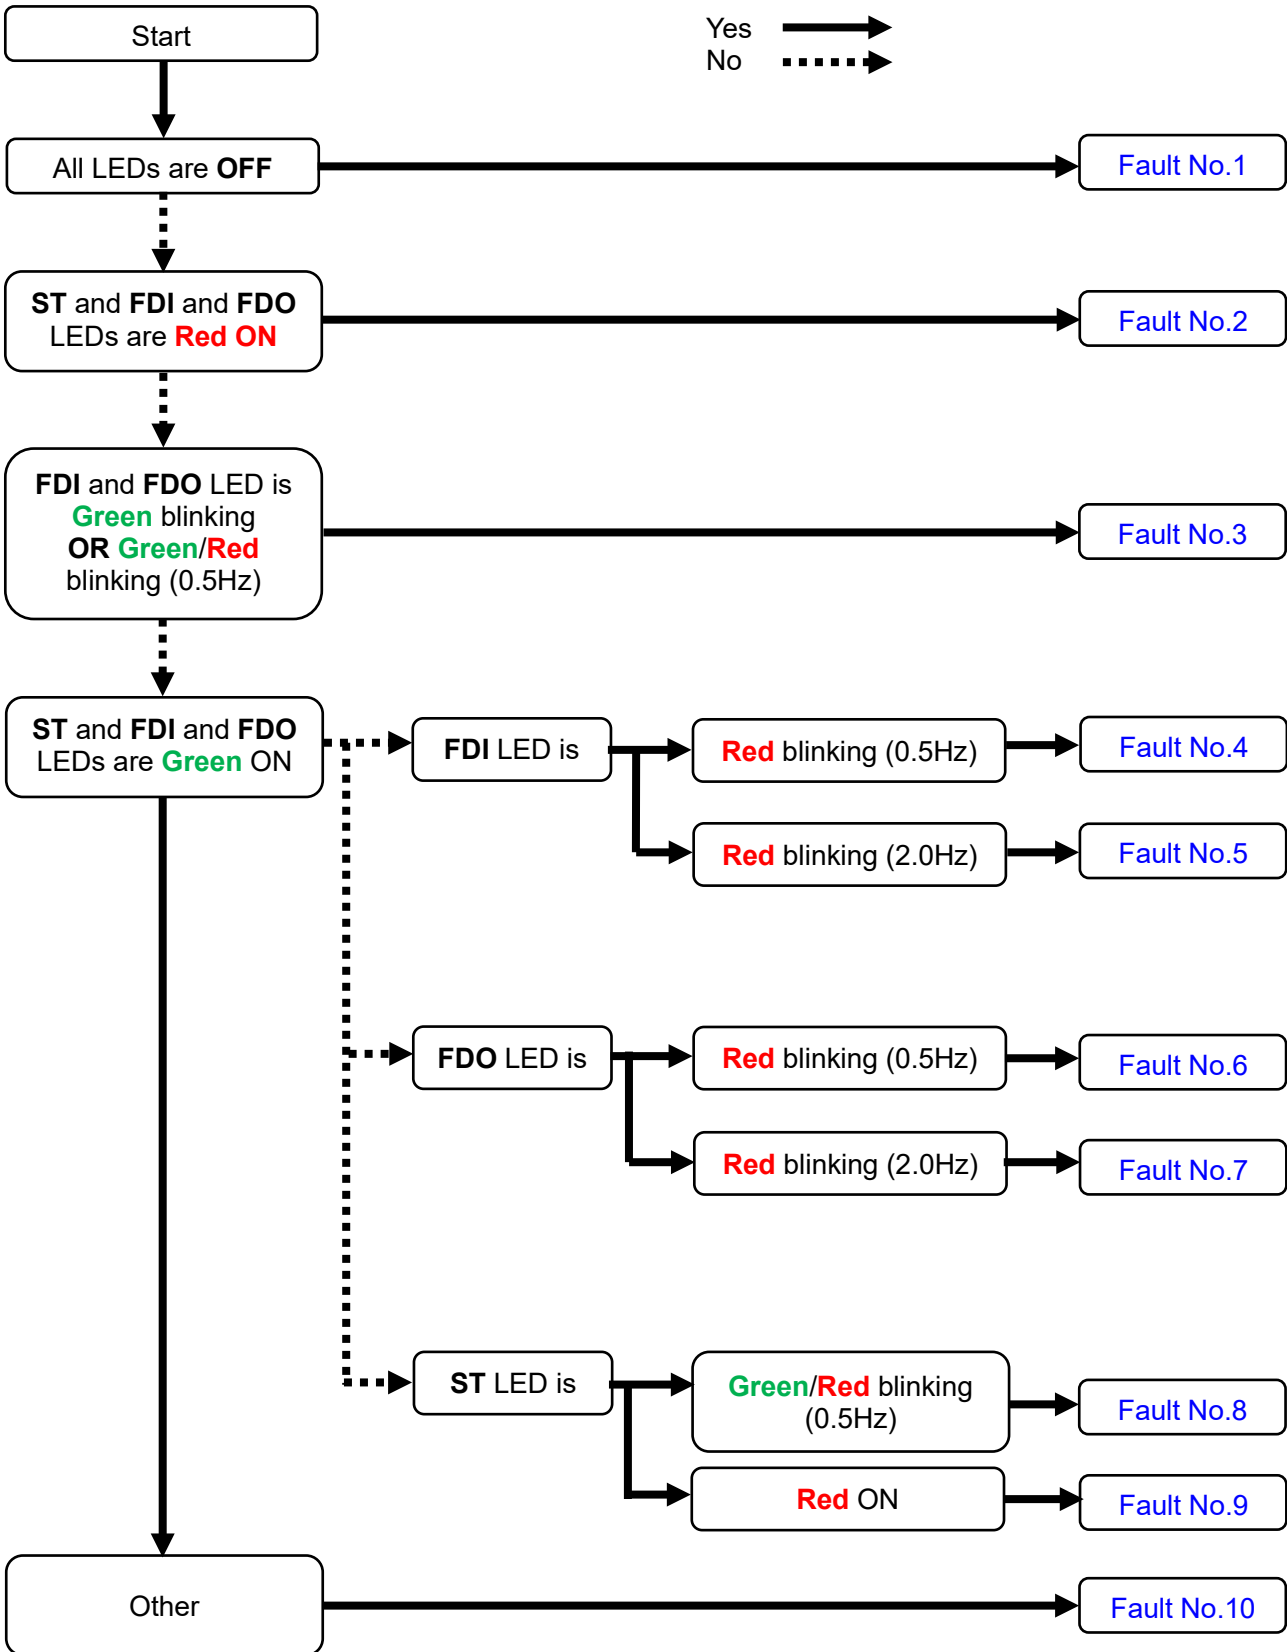 Start
Yes
No
All LEDs are OFF
Fault No.1
ST and FDI and FDO
LEDs are Red ON
Fault No.2
FDI and FDO LED is
Green blinking
OR Green/Red
blinking (0.5Hz)
Fault No.3
ST and FDI and FDO
LEDs are Green ON
FDI LED is
Red blinking (0.5Hz)
Fault No.4
Red blinking (2.0Hz)
Fault No.5
FDO LED is
Red blinking (0.5Hz)
Fault No.6
Red blinking (2.0Hz)
Fault No.7
ST LED is
Green/Red blinking
(0.5Hz)
Fault No.8
Red ON
Fault No.9
Other
Fault No.10